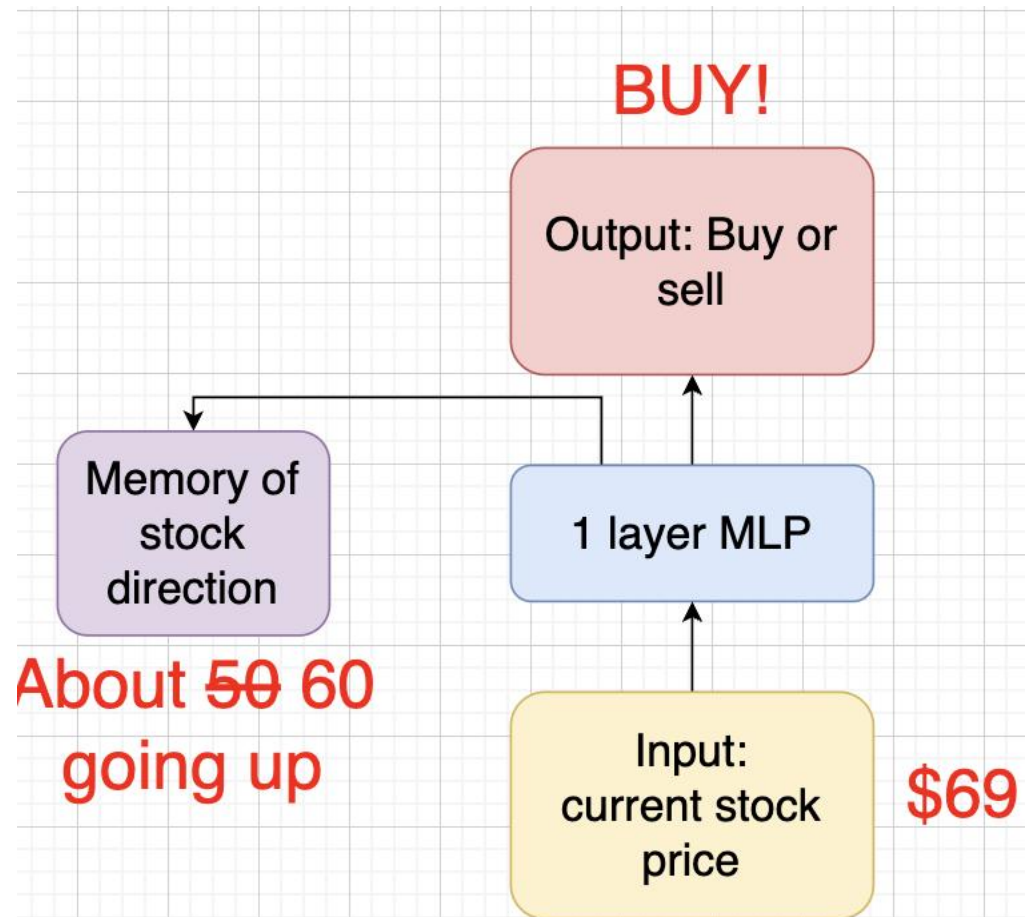 BUY!
Output: Buy or
sell
Memory of
stock
direction
1 layer MLP
About 50 60
going up
Input:
current stock
price
$69